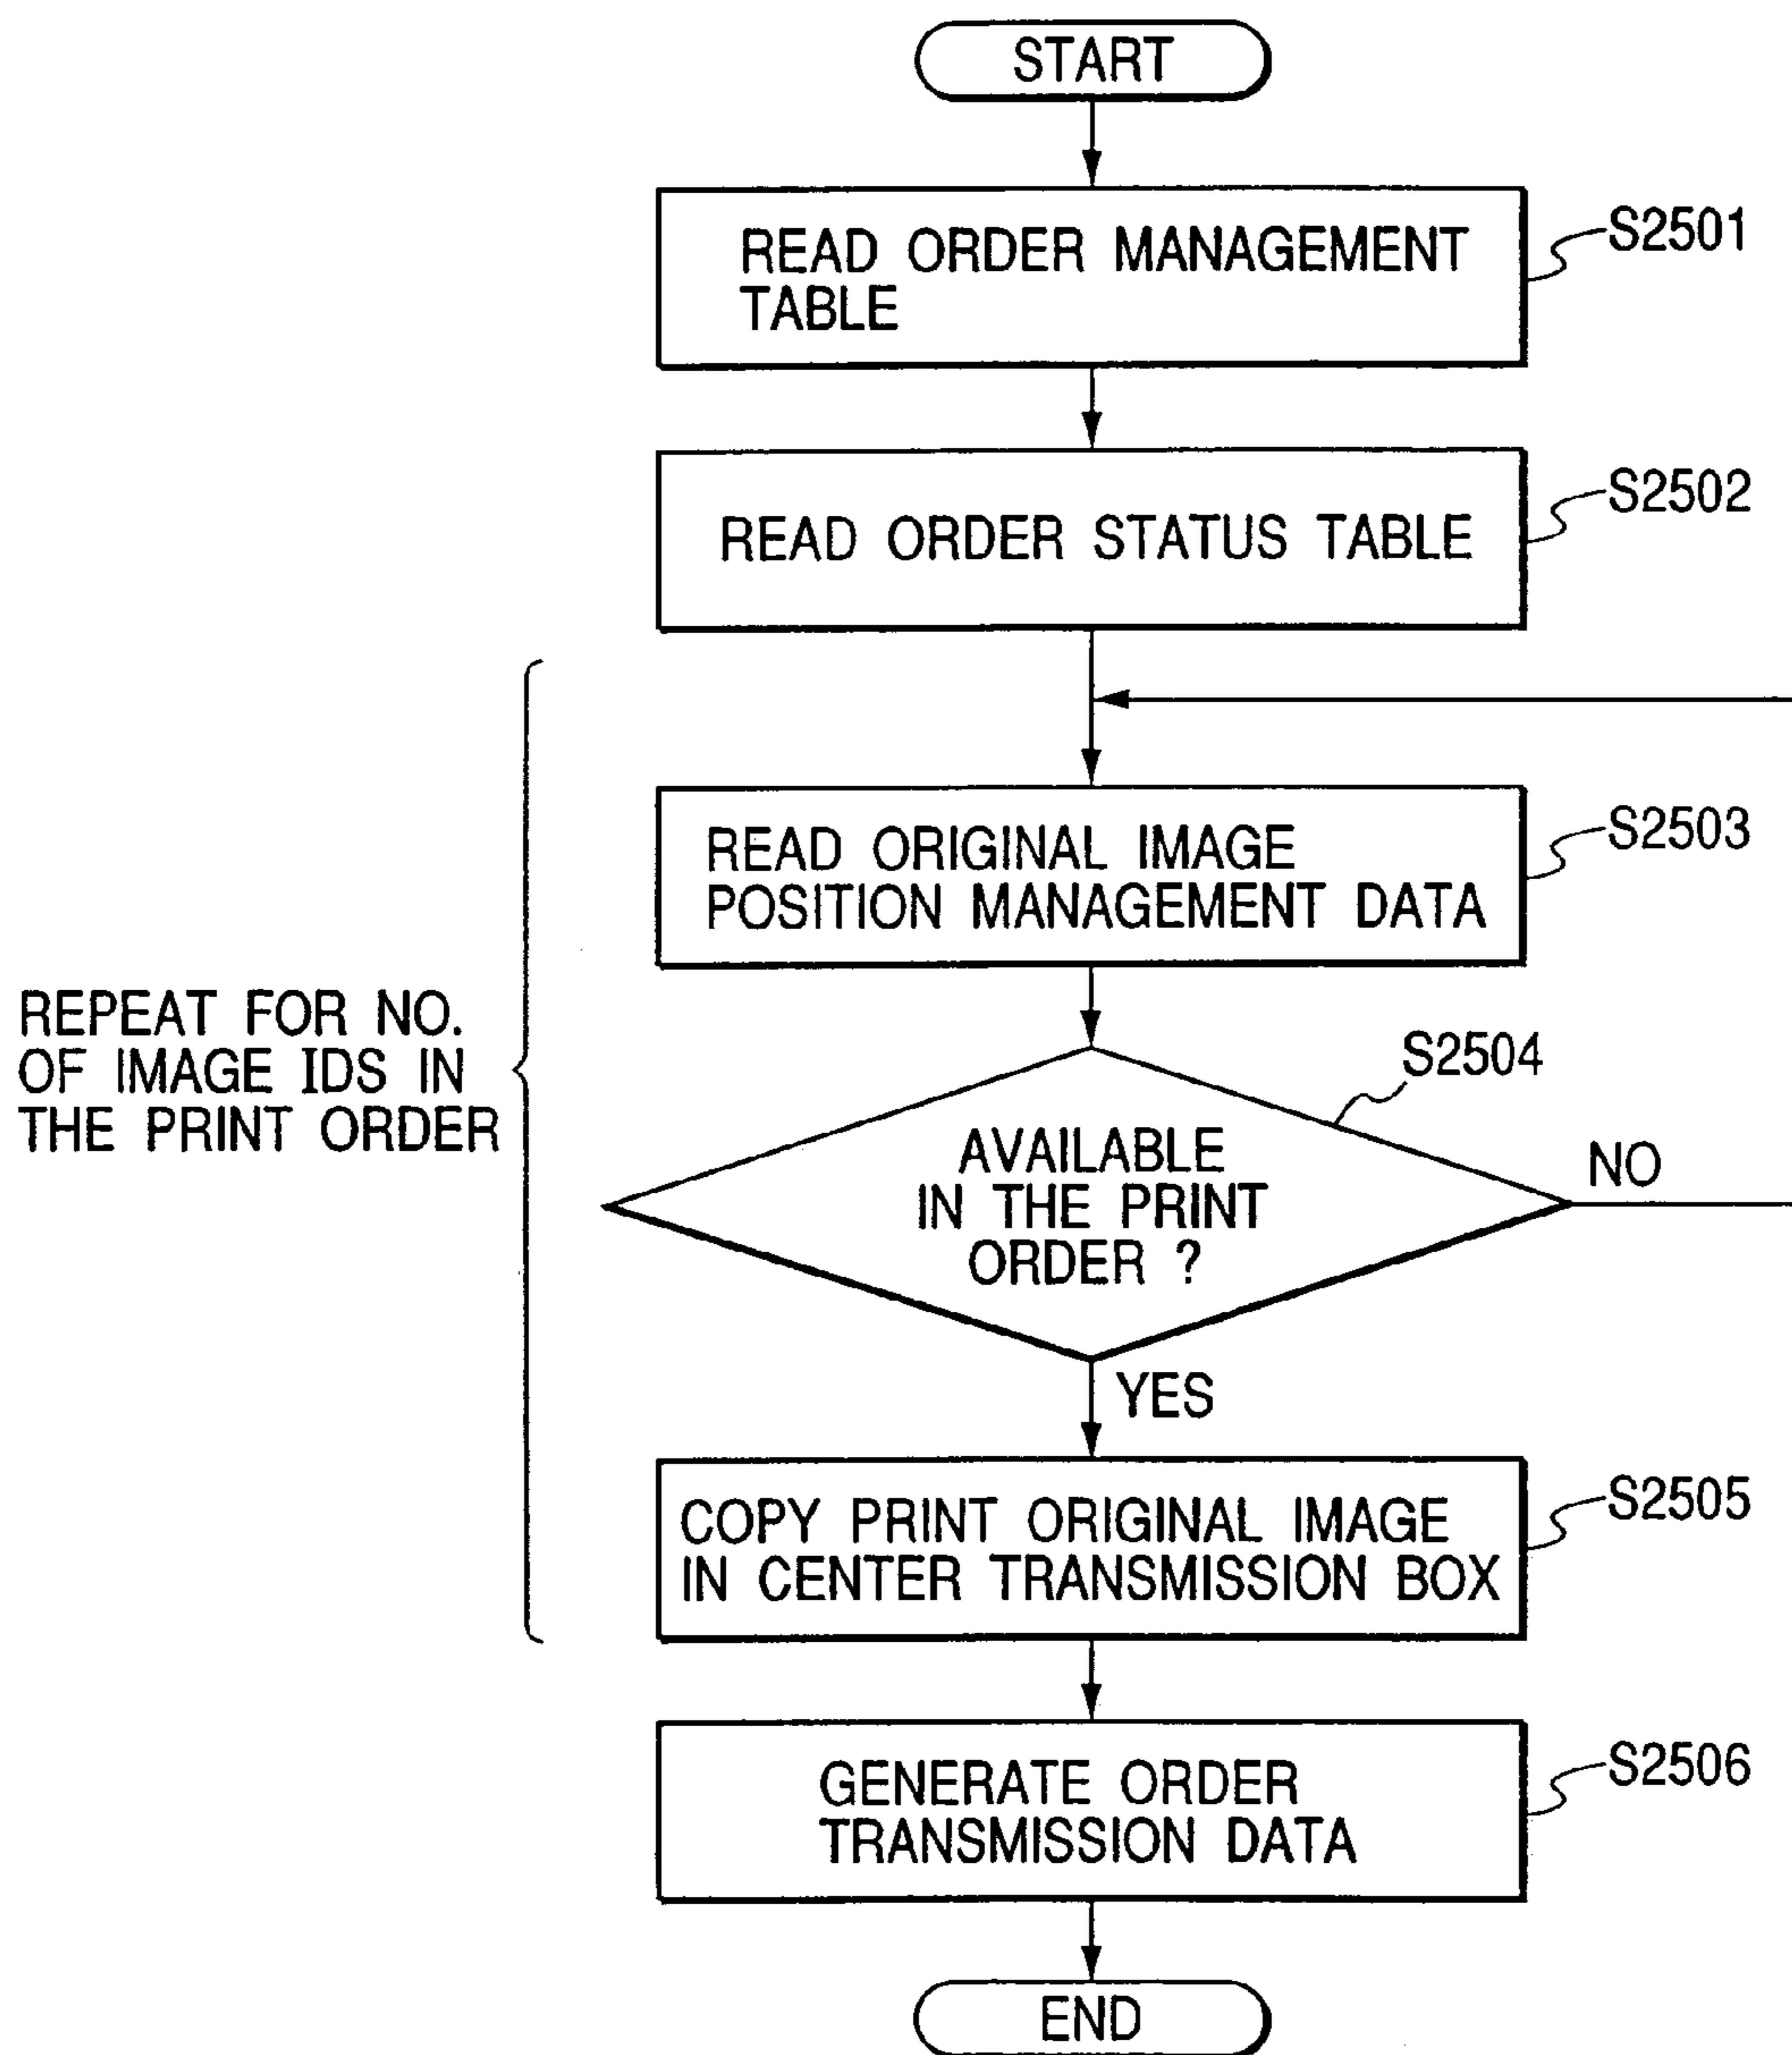 START
READ ORDER MANAGEMENT
TABLE
S2501
READ ORDER STATUS TABLE
S2502
READ ORIGINAL IMAGE
POSITION MANAGEMENT DATA
S2503
REPEAT FOR NO.
OF IMAGE IDS IN
THE PRINT ORDER
S2504
AVAILABLE
IN THE PRINT
ORDER ?
NO
YES
COPY PRINT ORIGINAL IMAGE
IN CENTER TRANSMISSION BOX
S2505
GENERATE ORDER
TRANSMISSION DATA
S2506
END